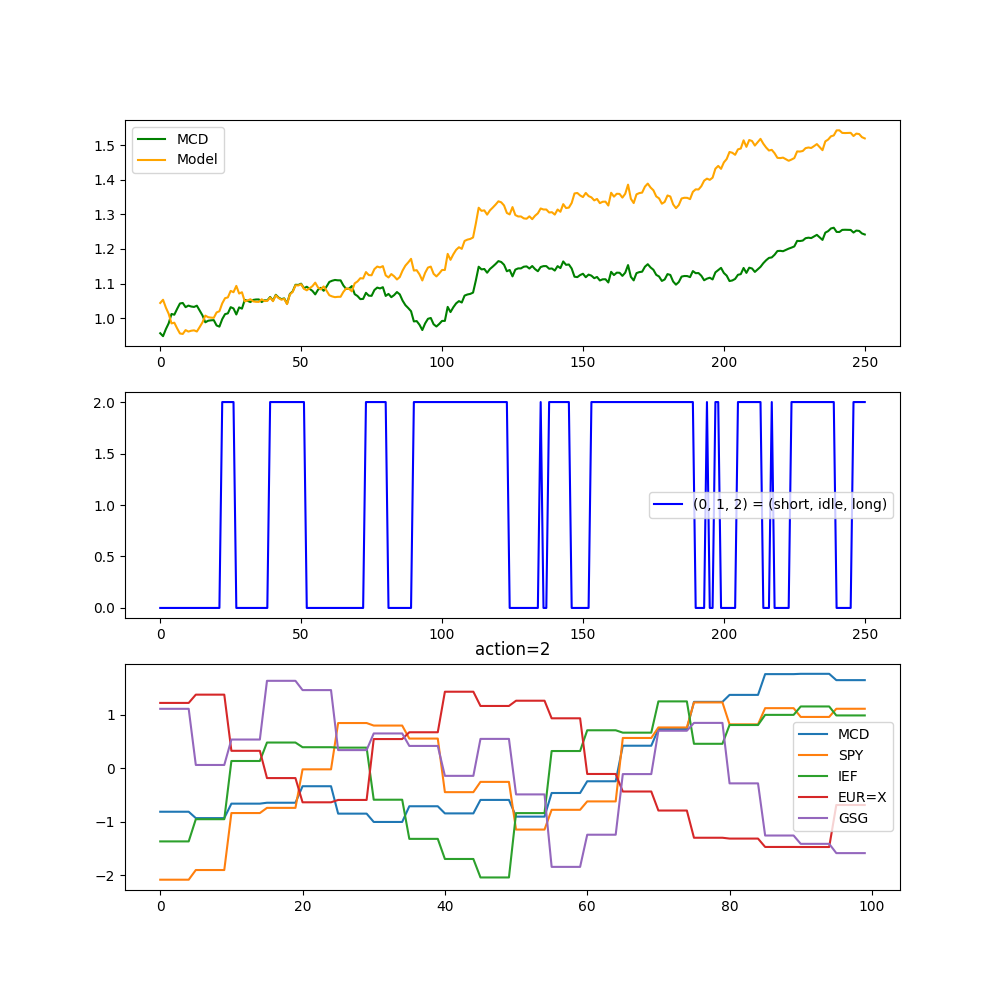 MCD
Model
1.5
1.4
1.3
1.2
1.1
1.0
0 50 100 150 200 250
2.0
1.5
1.0
0.5
0.0
(0, 1, 2) = (short, idle, long)
0 50 100 150 200 250
action=2
1
0
−1
−2
MCD
SPY
IEF
EUR=X
GSG
0 20 40 60 80 100